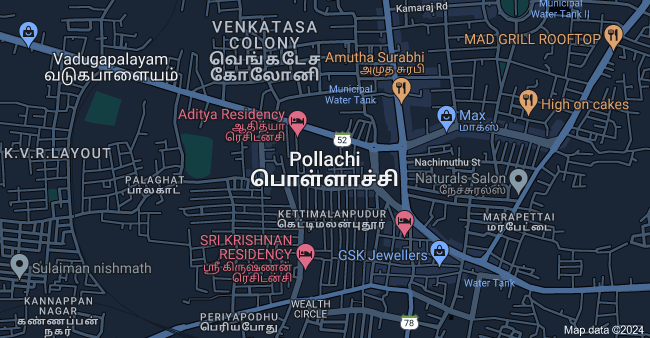 Kamaraj Rd
Municipal
Water Tank II
VENKATASA
COLONY
வெங்கடேச
கோலோனி
MAD GRILL ROOFTOP
Vadugapalayam
வடுகபாளையம்
Amutha Surabhi
அமுத சுரபி
Municipal
Water Tank
High on cakes
Aditya Residency
ஆதித்யா
ரெசிடன்சி
Max
மாக்ஸ்
52
K.V.R.LAYOUT
Pollachi
பொள்ளாச்சி
Nachimuthu St
PALAGHAT
பாலகாட்
Naturals Salon
நேச்சுரலஸ்
KETTIMALANPUDUR
கெட்டிமலன்புதூர்
MARAPETTAI
மரபேட்டை
SRI KRISHNAN
RESIDENCY
ஸ்ரீ கிருஷ்ணன்
ரெசிடன்சி
GSK Jewellers
Sulaiman nishmath
Water Tank
KANNAPPAN
NAGAR
கண்ணப்பன்
நகர்
WEALTH
CIRCLE
PERIYAPODHU
பெரியபோது
78
Map data ©2024